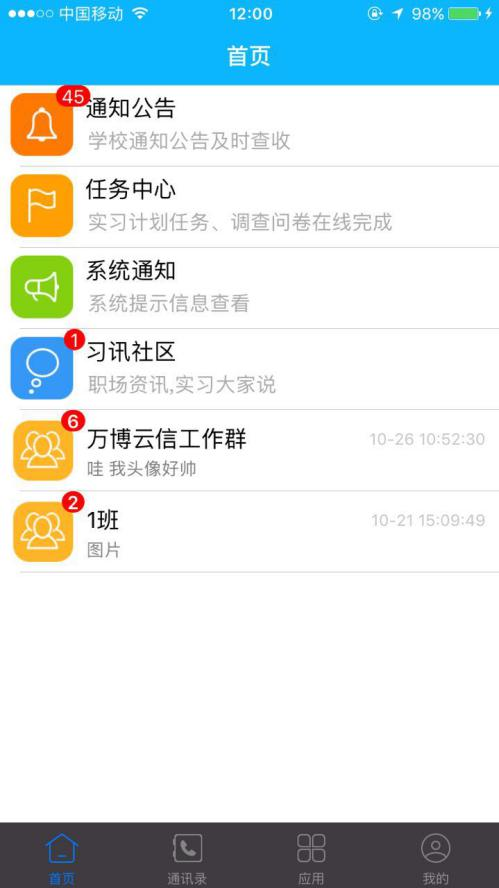 中国移动 12:00 98%
首页
45
通知公告
学校通知公告及时查收
任务中心
实习计划任务、调查问卷在线完成
系统通知
系统提示信息查看
1
习讯社区
职场资讯,实习大家说
6
万博云信工作群 10-26 10:52:30
哇 我头像好帅
2
1班 10-21 15:09:49
图片
首页 通讯录 应用 我的